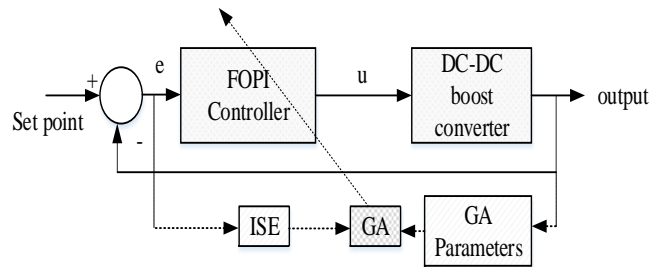 +
e
FOPI
Controller
u
DC-DC
boost
converter
output
Set point
-
ISE
GA
GA
Parameters